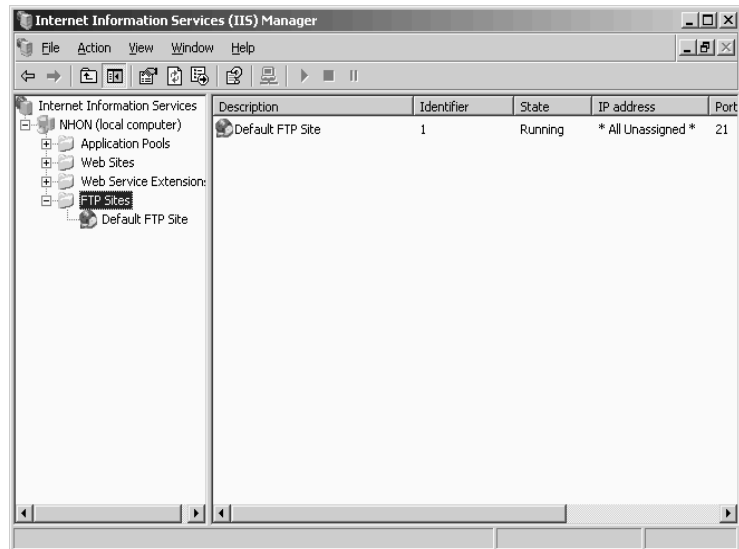 Internet Information Services (IIS) Manager
File Action View Window Help
Internet Information Services
NHON (local computer)
Application Pools
Web Sites
Web Service Extension
FTP Sites
Default FTP Site
Description Identifier State IP address Port
Default FTP Site 1 Running * All Unassigned * 21